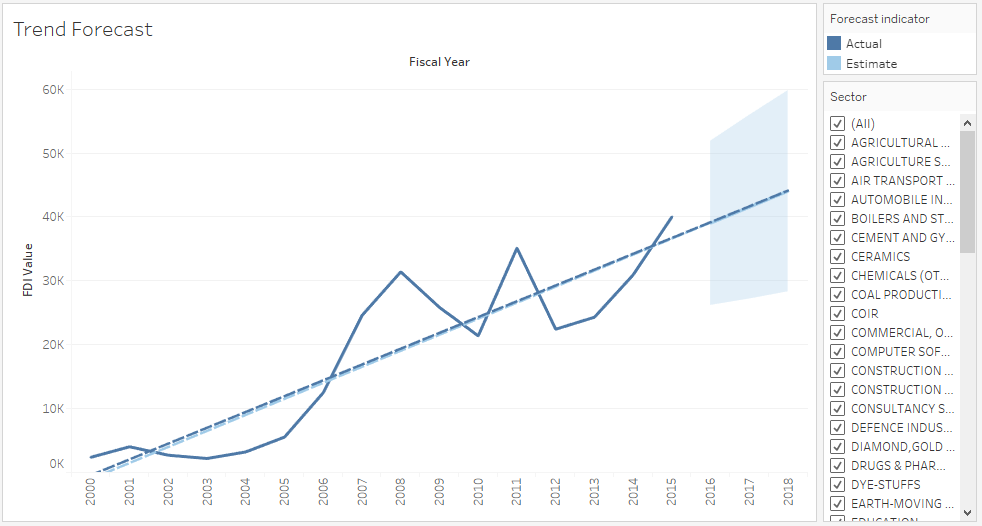 Trend Forecast
Fiscal Year
FDI Value
60K
50K
40K
30K
20K
10K
0K
2000
2001
2002
2003
2004
2005
2006
2007
2008
2009
2010
2011
2012
2013
2014
2015
2016
2017
2018
Forecast indicator
Actual
Estimate
Sector
(All)
AGRICULTURAL ...
AGRICULTURE S...
AIR TRANSPORT ...
AUTOMOBILE IN...
BOILERS AND ST...
CEMENT AND GY...
CERAMICS
CHEMICALS (OT...
COAL PRODUCTI...
COIR
COMMERCIAL, O...
COMPUTER SOF...
CONSTRUCTION ...
CONSTRUCTION ...
CONSULTANCY S...
DEFENCE INDUS...
DIAMOND,GOLD ...
DRUGS & PHAR...
DYE-STUFFS
EARTH-MOVING ...
EDUCATION